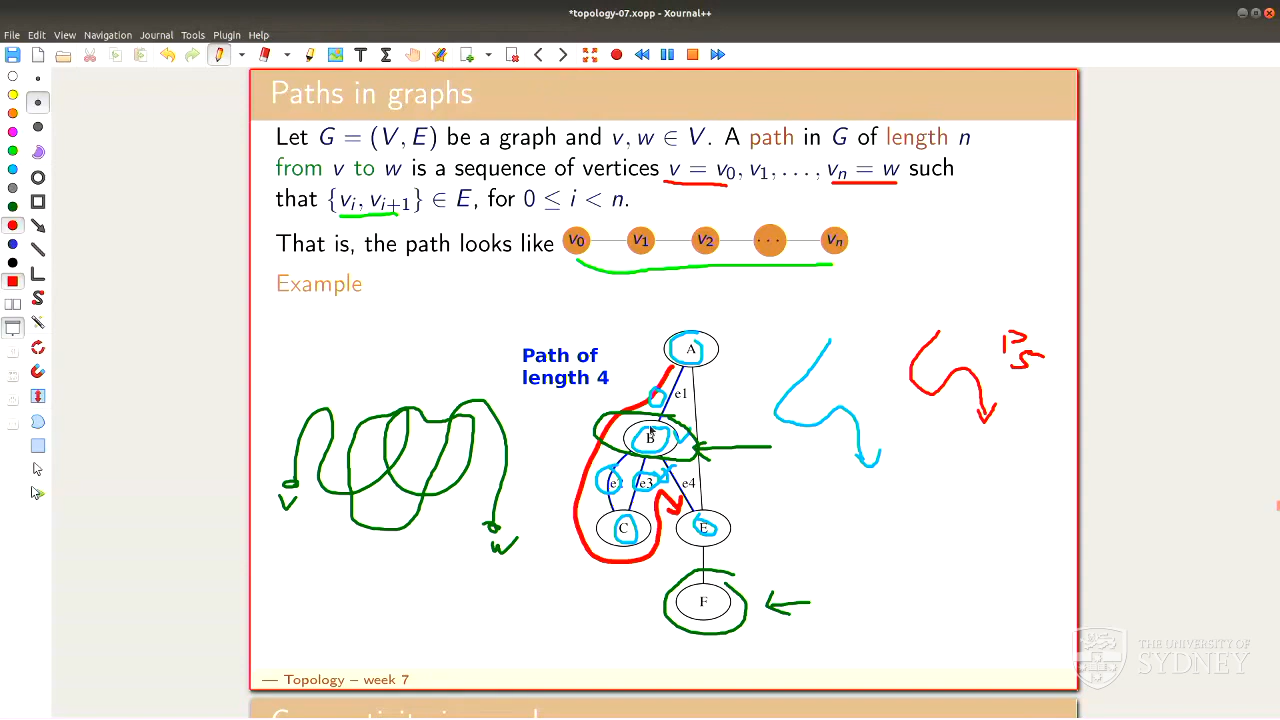 *topology-07.xopp - Xournal++
File Edit View Navigation Journal Tools Plugin Help
Paths in graphs
Let G = (V, E) be a graph and v, w ∈ V. A path in G of length n
from v to w is a sequence of vertices v = v₀, v₁, . . . , vₙ = w such
that {vᵢ, vᵢ₊₁} ∈ E, for 0 ≤ i < n.
That is, the path looks like v₀ v₁ v₂ · · · vₙ
Example
Path of
length 4
A
e1
B
e2 e3 e4
C E
F
v
w
— Topology – week 7
THE UNIVERSITY OF
SYDNEY